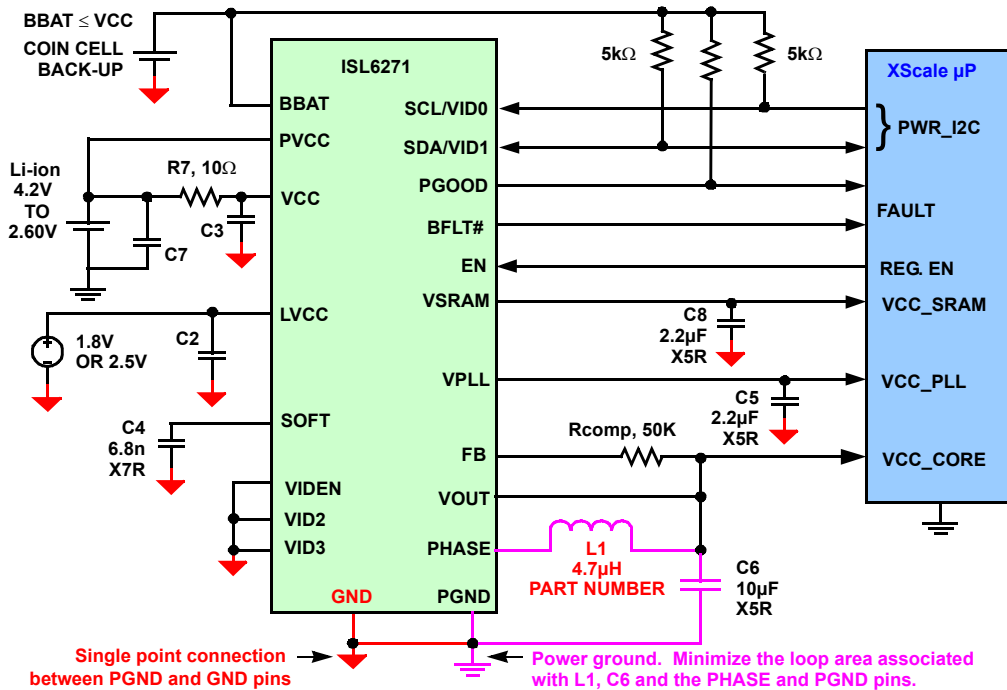 BBAT ≤ VCC
COIN CELL
BACK-UP
Li-ion
4.2V
TO
2.60V
R7, 10Ω
C3
C7
1.8V
OR 2.5V
C2
C4
6.8n
X7R
ISL6271
BBAT
PVCC
VCC
LVCC
SOFT
VIDEN
VID2
VID3
GND
PGND
SCL/VID0
SDA/VID1
PGOOD
BFLT#
EN
VSRAM
VPLL
FB
VOUT
PHASE
5kΩ
5kΩ
C8
2.2µF
X5R
C5
2.2µF
X5R
Rcomp, 50K
L1
4.7µH
PART NUMBER
C6
10µF
X5R
XScale µP
} PWR_I2C
FAULT
REG. EN
VCC_SRAM
VCC_PLL
VCC_CORE
Single point connection
between PGND and GND pins
Power ground. Minimize the loop area associated
with L1, C6 and the PHASE and PGND pins.